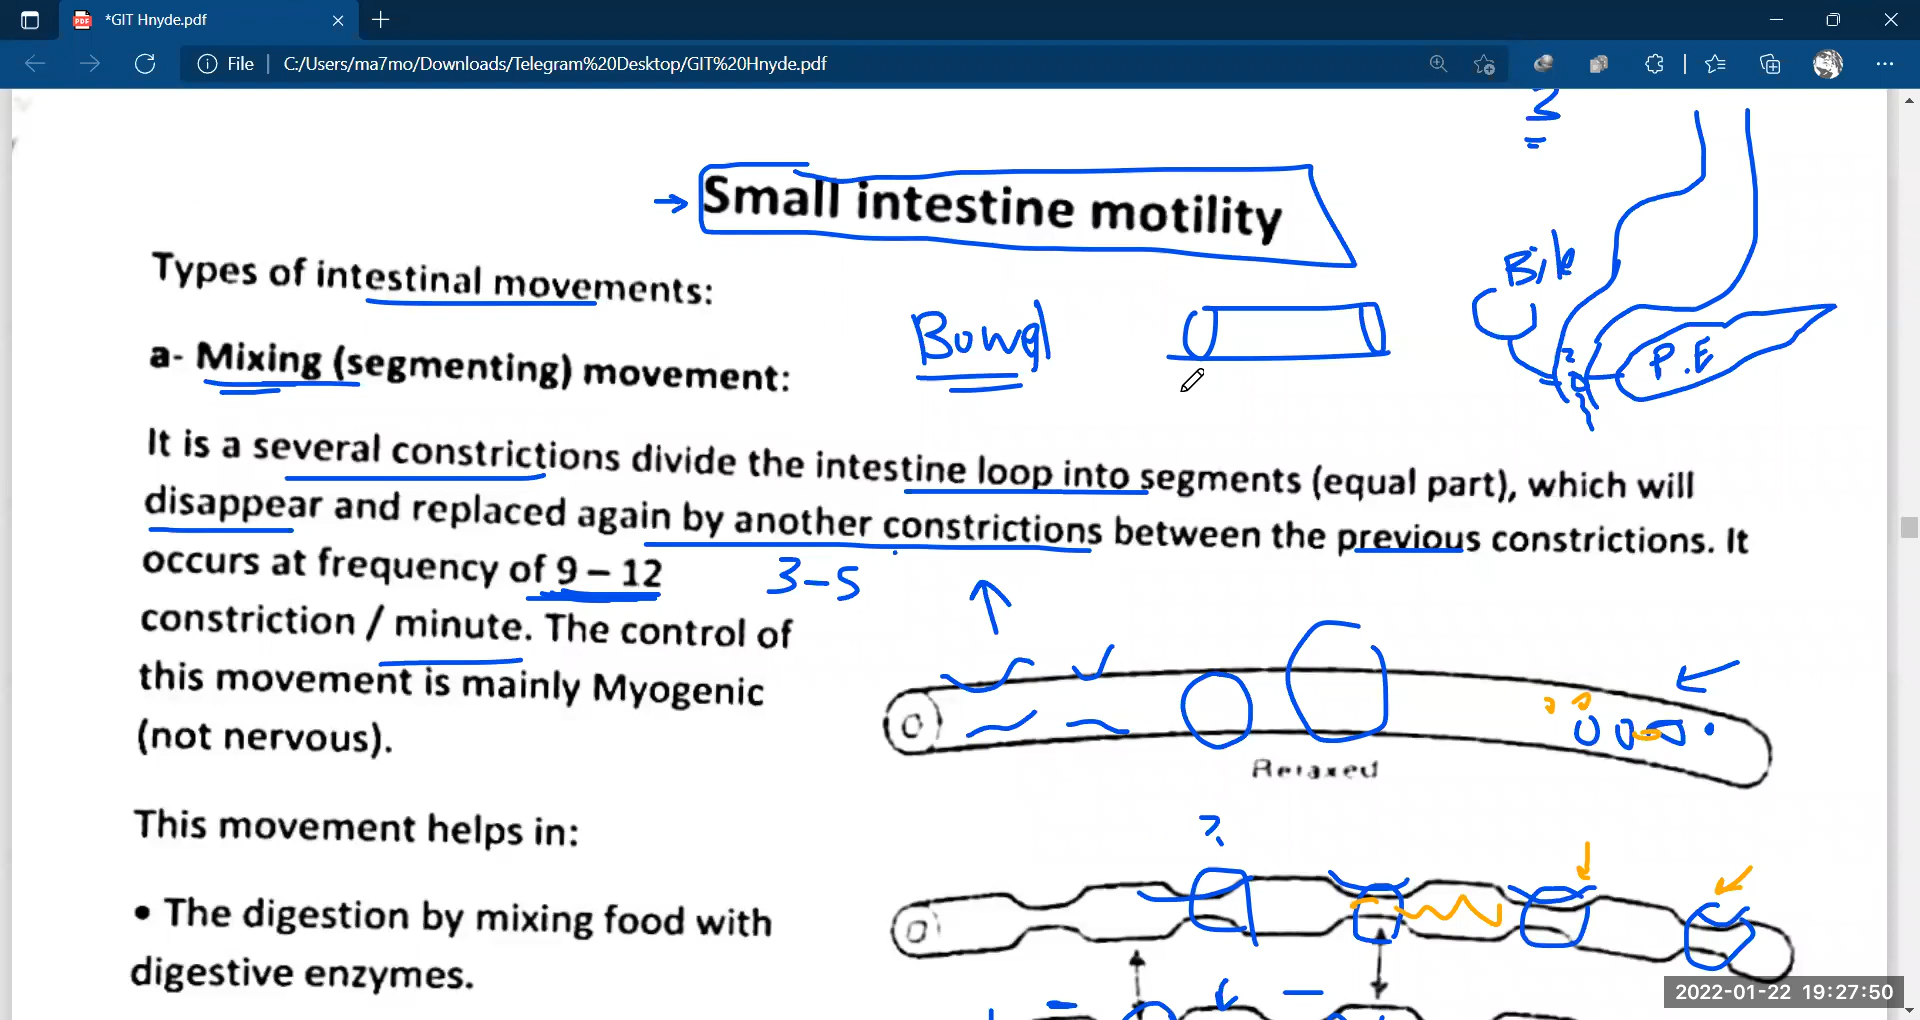 *GIT Hnyde.pdf
File C:/Users/ma7mo/Downloads/Telegram%20Desktop/GIT%20Hnyde.pdf
Small intestine motility
Types of intestinal movements:
Bile
Bowel
P.E
a- Mixing (segmenting) movement:
It is a several constrictions divide the intestine loop into segments (equal part), which will
disappear and replaced again by another constrictions between the previous constrictions. It
occurs at frequency of 9 – 12
3-5
constriction / minute. The control of
this movement is mainly Myogenic
(not nervous).
Relaxed
This movement helps in:
?
• The digestion by mixing food with
digestive enzymes.
2022-01-22 19:27:50